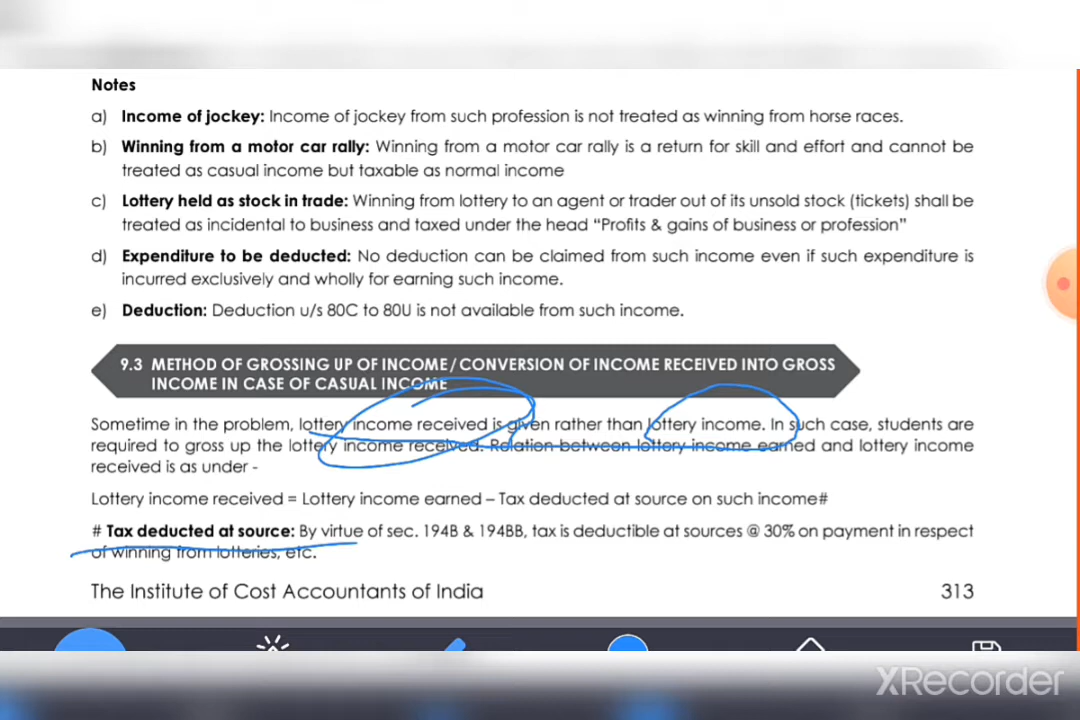 Notes
a) Income of jockey: Income of jockey from such profession is not treated as winning from horse races.
b) Winning from a motor car rally: Winning from a motor car rally is a return for skill and effort and cannot be
treated as casual income but taxable as normal income
c) Lottery held as stock in trade: Winning from lottery to an agent or trader out of its unsold stock (tickets) shall be
treated as incidental to business and taxed under the head “Profits & gains of business or profession”
d) Expenditure to be deducted: No deduction can be claimed from such income even if such expenditure is
incurred exclusively and wholly for earning such income.
e) Deduction: Deduction u/s 80C to 80U is not available from such income.
9.3 METHOD OF GROSSING UP OF INCOME / CONVERSION OF INCOME RECEIVED INTO GROSS
INCOME IN CASE OF CASUAL INCOME
Sometime in the problem, lottery income received is given rather than lottery income. In such case, students are
required to gross up the lottery income received. Relation between lottery income earned and lottery income
received is as under -
Lottery income received = Lottery income earned – Tax deducted at source on such income#
# Tax deducted at source: By virtue of sec. 194B & 194BB, tax is deductible at sources @ 30% on payment in respect
of winning from lotteries, etc.
The Institute of Cost Accountants of India 313
XRecorder